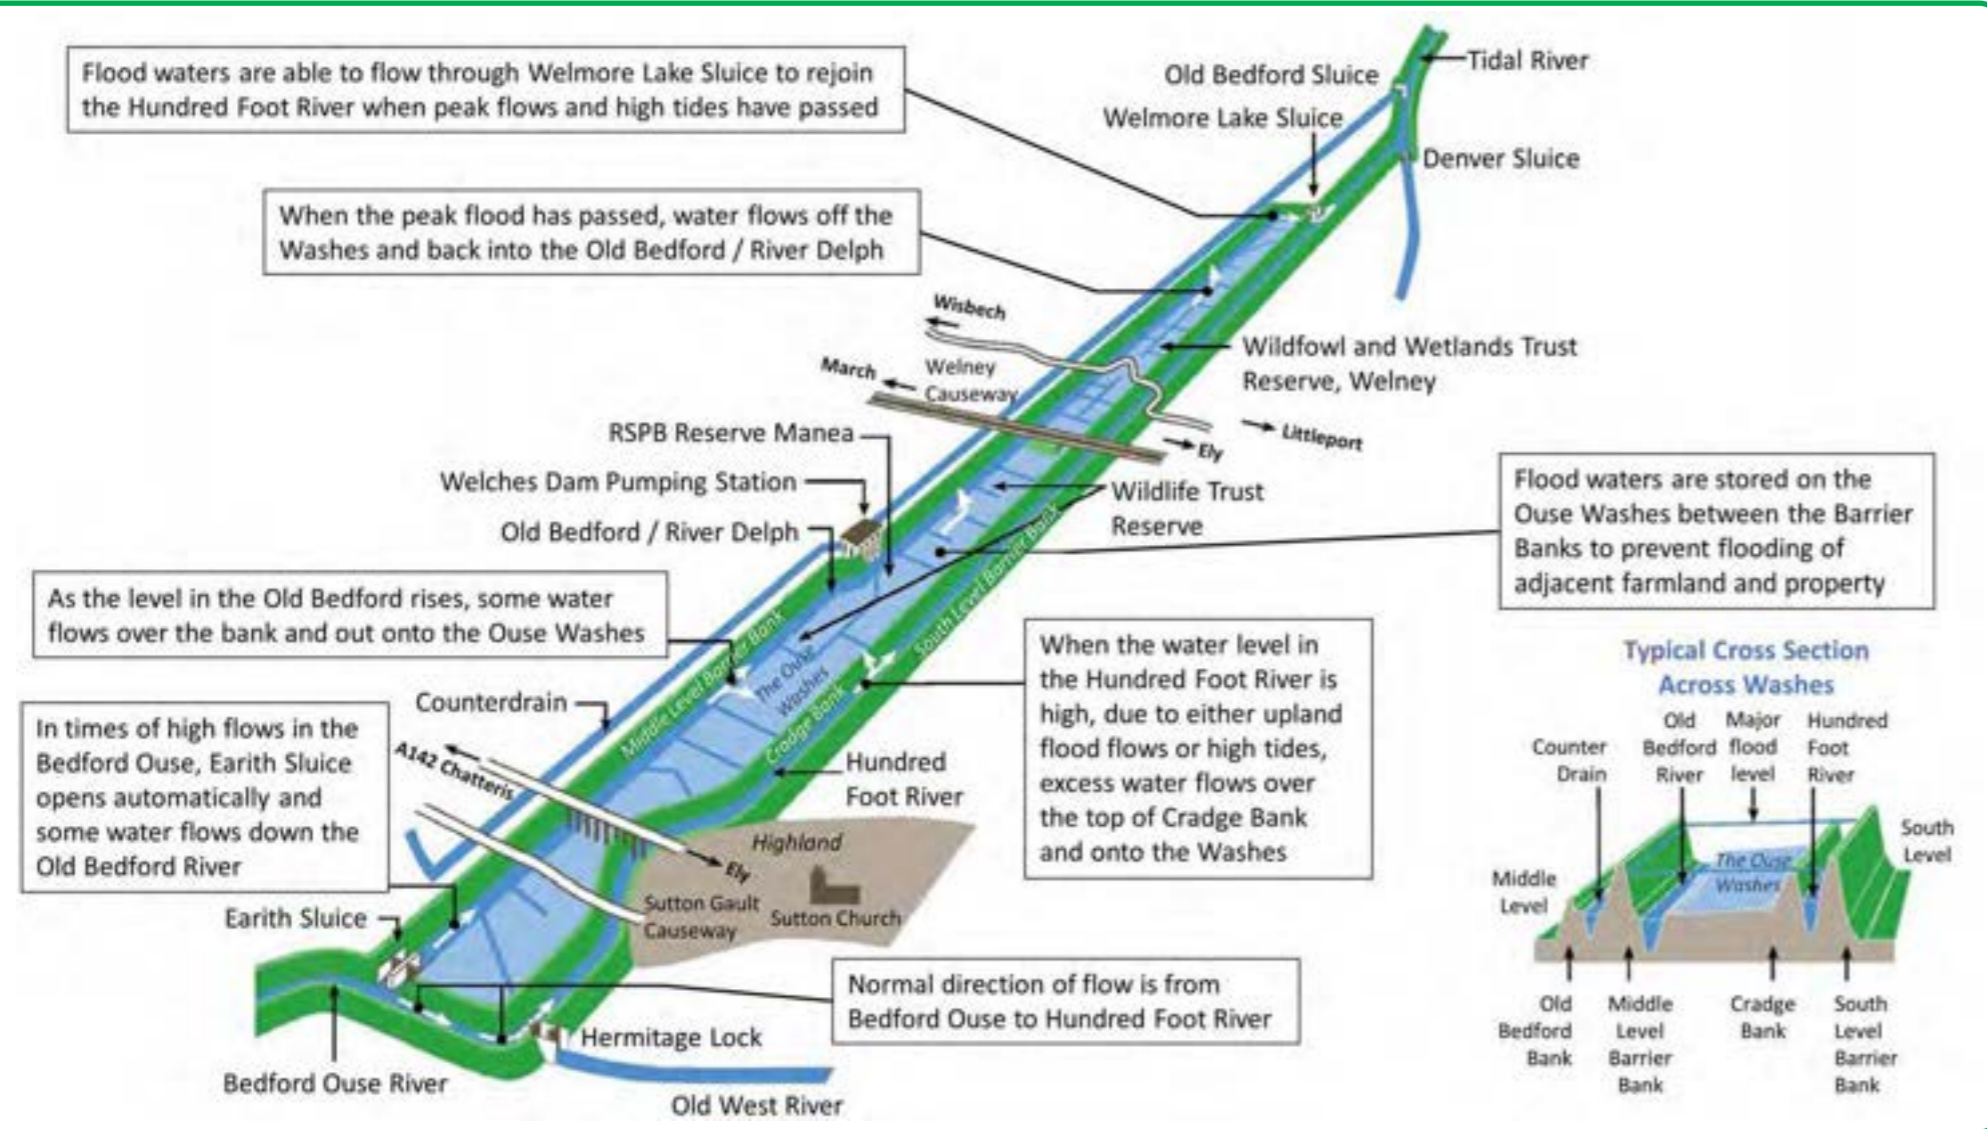 Flood waters are able to flow through Welmore Lake Sluice to rejoin
the Hundred Foot River when peak flows and high tides have passed
Old Bedford Sluice
Tidal River
Welmore Lake Sluice
Denver Sluice
When the peak flood has passed, water flows off the
Washes and back into the Old Bedford / River Delph
Wisbech
March
Welney
Causeway
Wildfowl and Wetlands Trust
Reserve, Welney
Littleport
Ely
RSPB Reserve Manea
Welches Dam Pumping Station
Old Bedford / River Delph
Wildlife Trust
Reserve
Flood waters are stored on the
Ouse Washes between the Barrier
Banks to prevent flooding of
adjacent farmland and property
As the level in the Old Bedford rises, some water
flows over the bank and out onto the Ouse Washes
Middle Level Barrier Bank
The Ouse
Washes
Cradge Bank
South Level Barrier Bank
When the water level in
the Hundred Foot River is
high, due to either upland
flood flows or high tides,
excess water flows over
the top of Cradge Bank
and onto the Washes
Counterdrain
A142 Chatteris
In times of high flows in the
Bedford Ouse, Earith Sluice
opens automatically and
some water flows down the
Old Bedford River
Hundred
Foot River
Highland
Ely
Sutton Gault
Causeway
Sutton Church
Earith Sluice
Normal direction of flow is from
Bedford Ouse to Hundred Foot River
Hermitage Lock
Bedford Ouse River
Old West River
Typical Cross Section
Across Washes
Counter
Drain
Old
Bedford
River
Major
flood
level
Hundred
Foot
River
South
Level
Middle
Level
The Ouse
Washes
Old
Bedford
Bank
Middle
Level
Barrier
Bank
Cradge
Bank
South
Level
Barrier
Bank